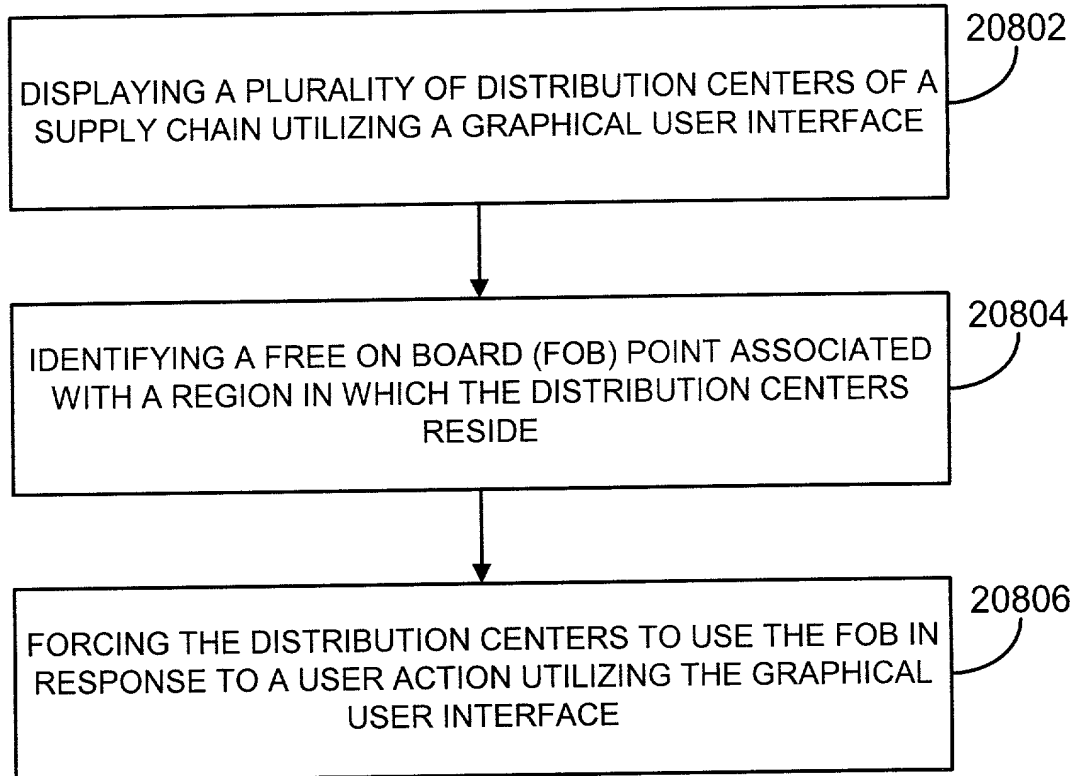 20802
DISPLAYING A PLURALITY OF DISTRIBUTION CENTERS OF A
SUPPLY CHAIN UTILIZING A GRAPHICAL USER INTERFACE
20804
IDENTIFYING A FREE ON BOARD (FOB) POINT ASSOCIATED
WITH A REGION IN WHICH THE DISTRIBUTION CENTERS
RESIDE
20806
FORCING THE DISTRIBUTION CENTERS TO USE THE FOB IN
RESPONSE TO A USER ACTION UTILIZING THE GRAPHICAL
USER INTERFACE